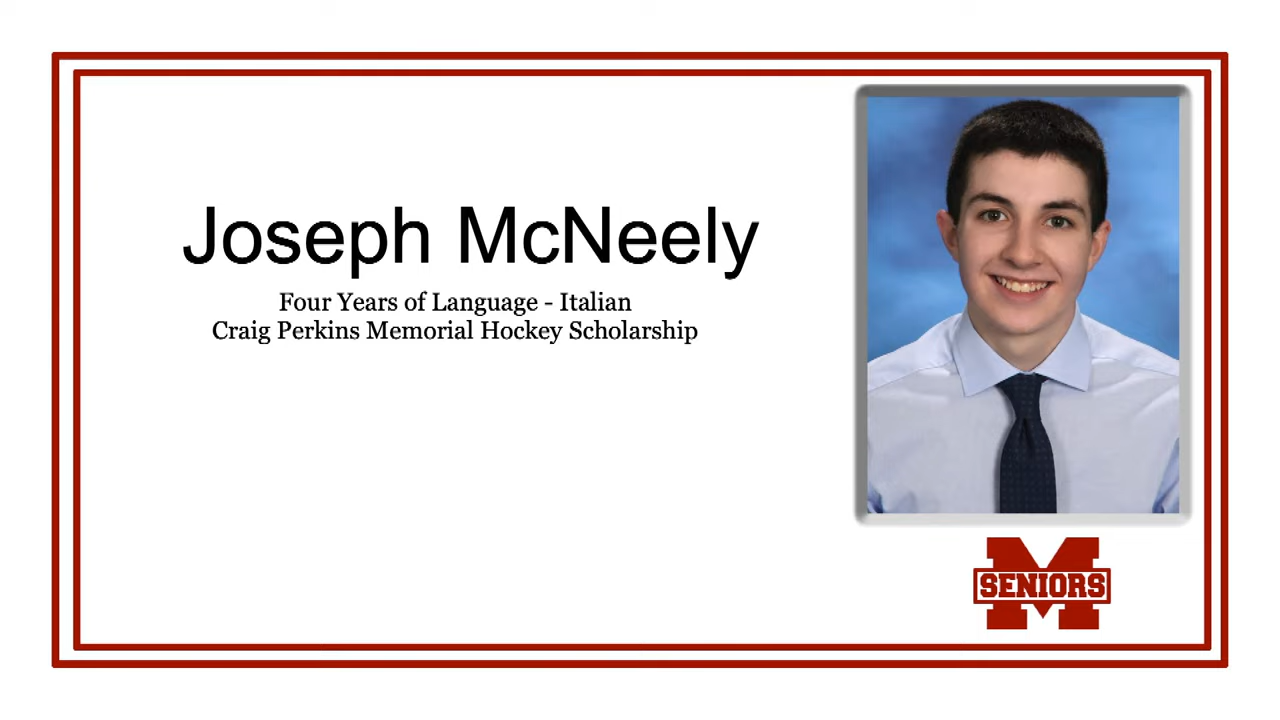 Joseph McNeely
Four Years of Language - Italian
Craig Perkins Memorial Hockey Scholarship
M
SENIORS